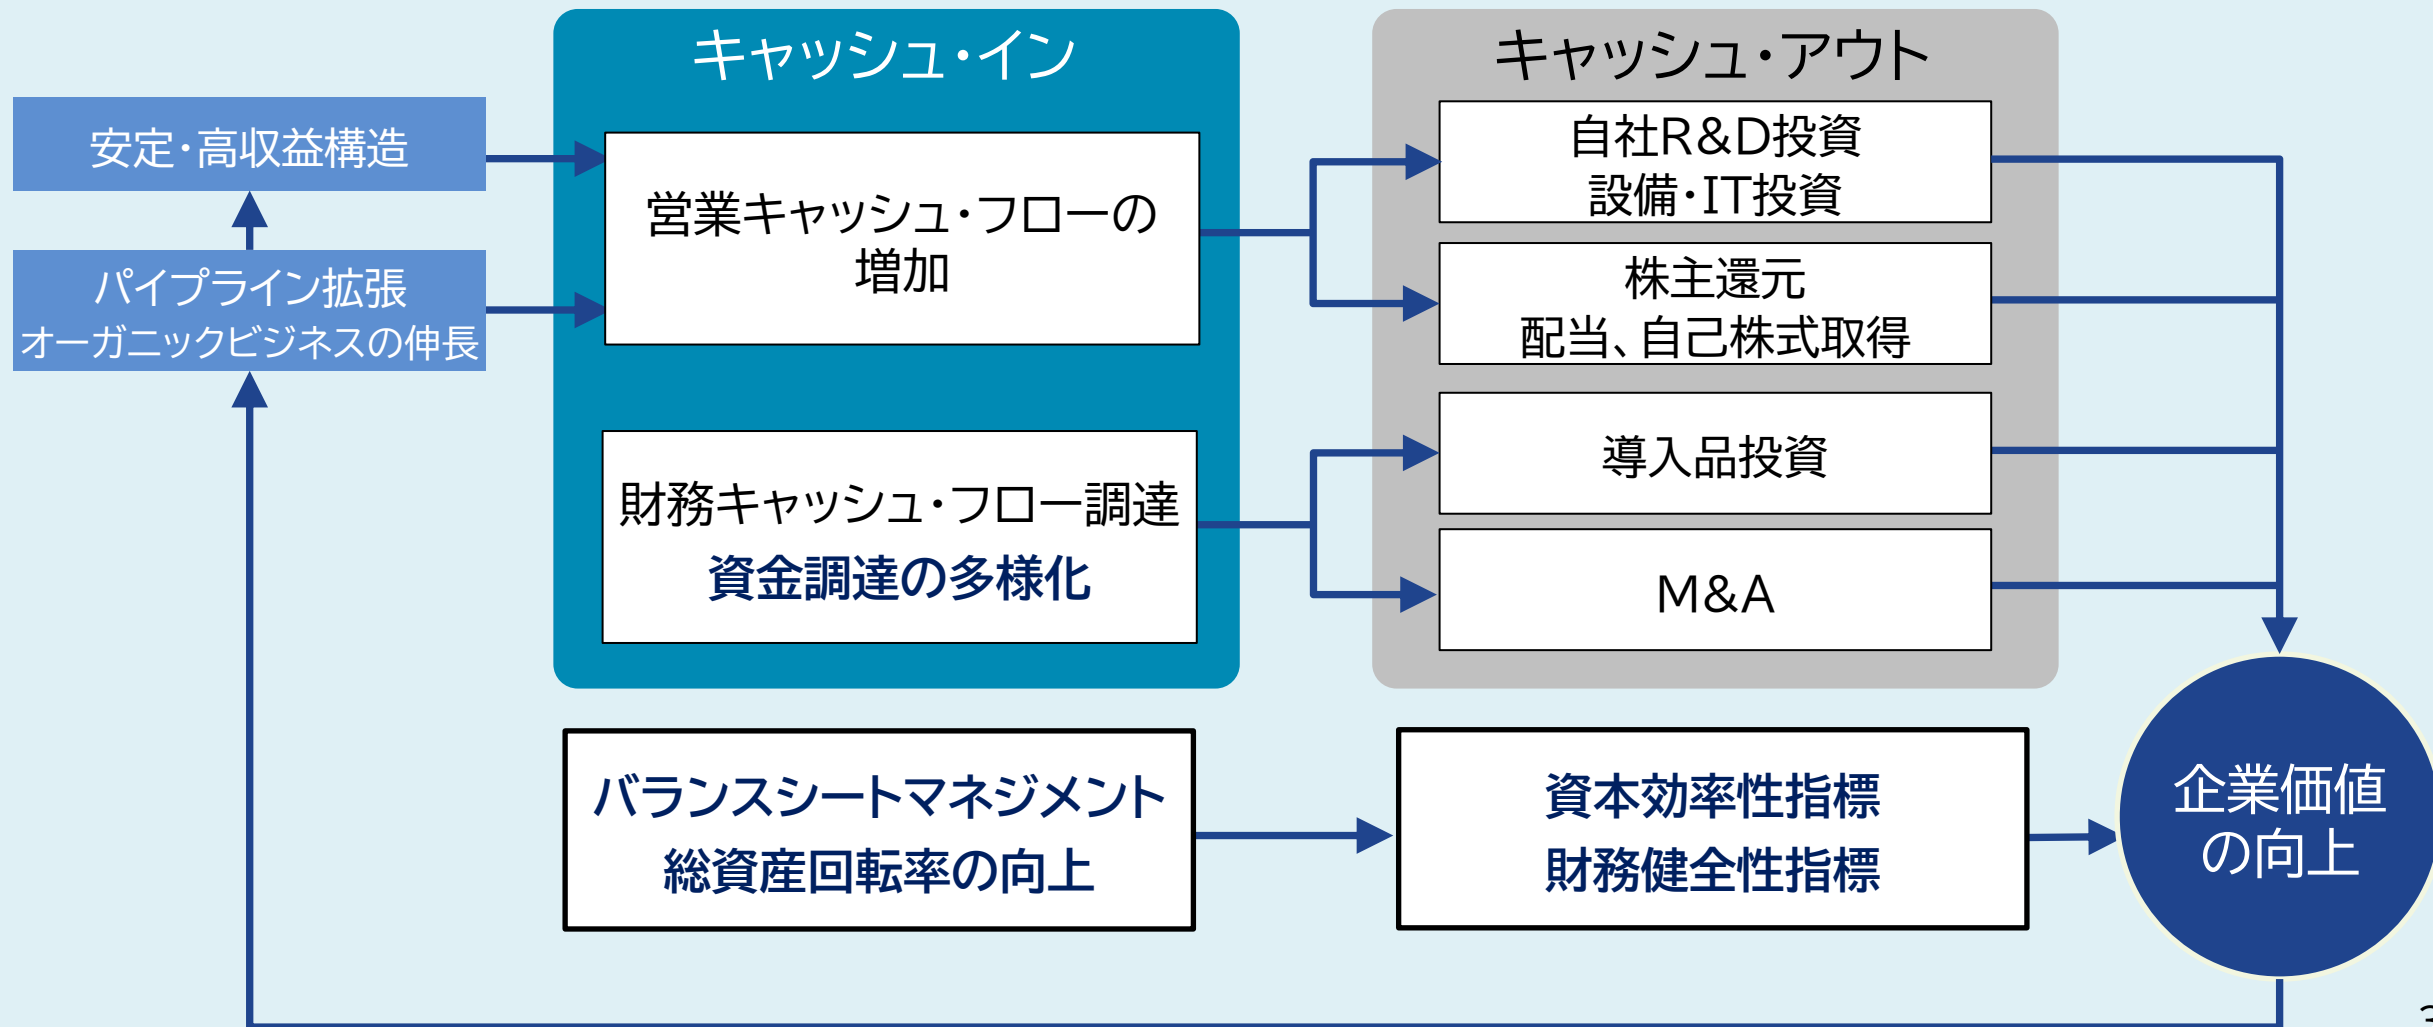 キャッシュ・イン
キャッシュ・アウト
安定・高収益構造
パイプライン拡張
オーガニックビジネスの伸長
営業キャッシュ・フローの
増加
財務キャッシュ・フロー調達
資金調達の多様化
自社R&D投資
設備・IT投資
株主還元
配当、自己株式取得
導入品投資
M&A
バランスシートマネジメント
総資産回転率の向上
資本効率性指標
財務健全性指標
企業価値
の向上